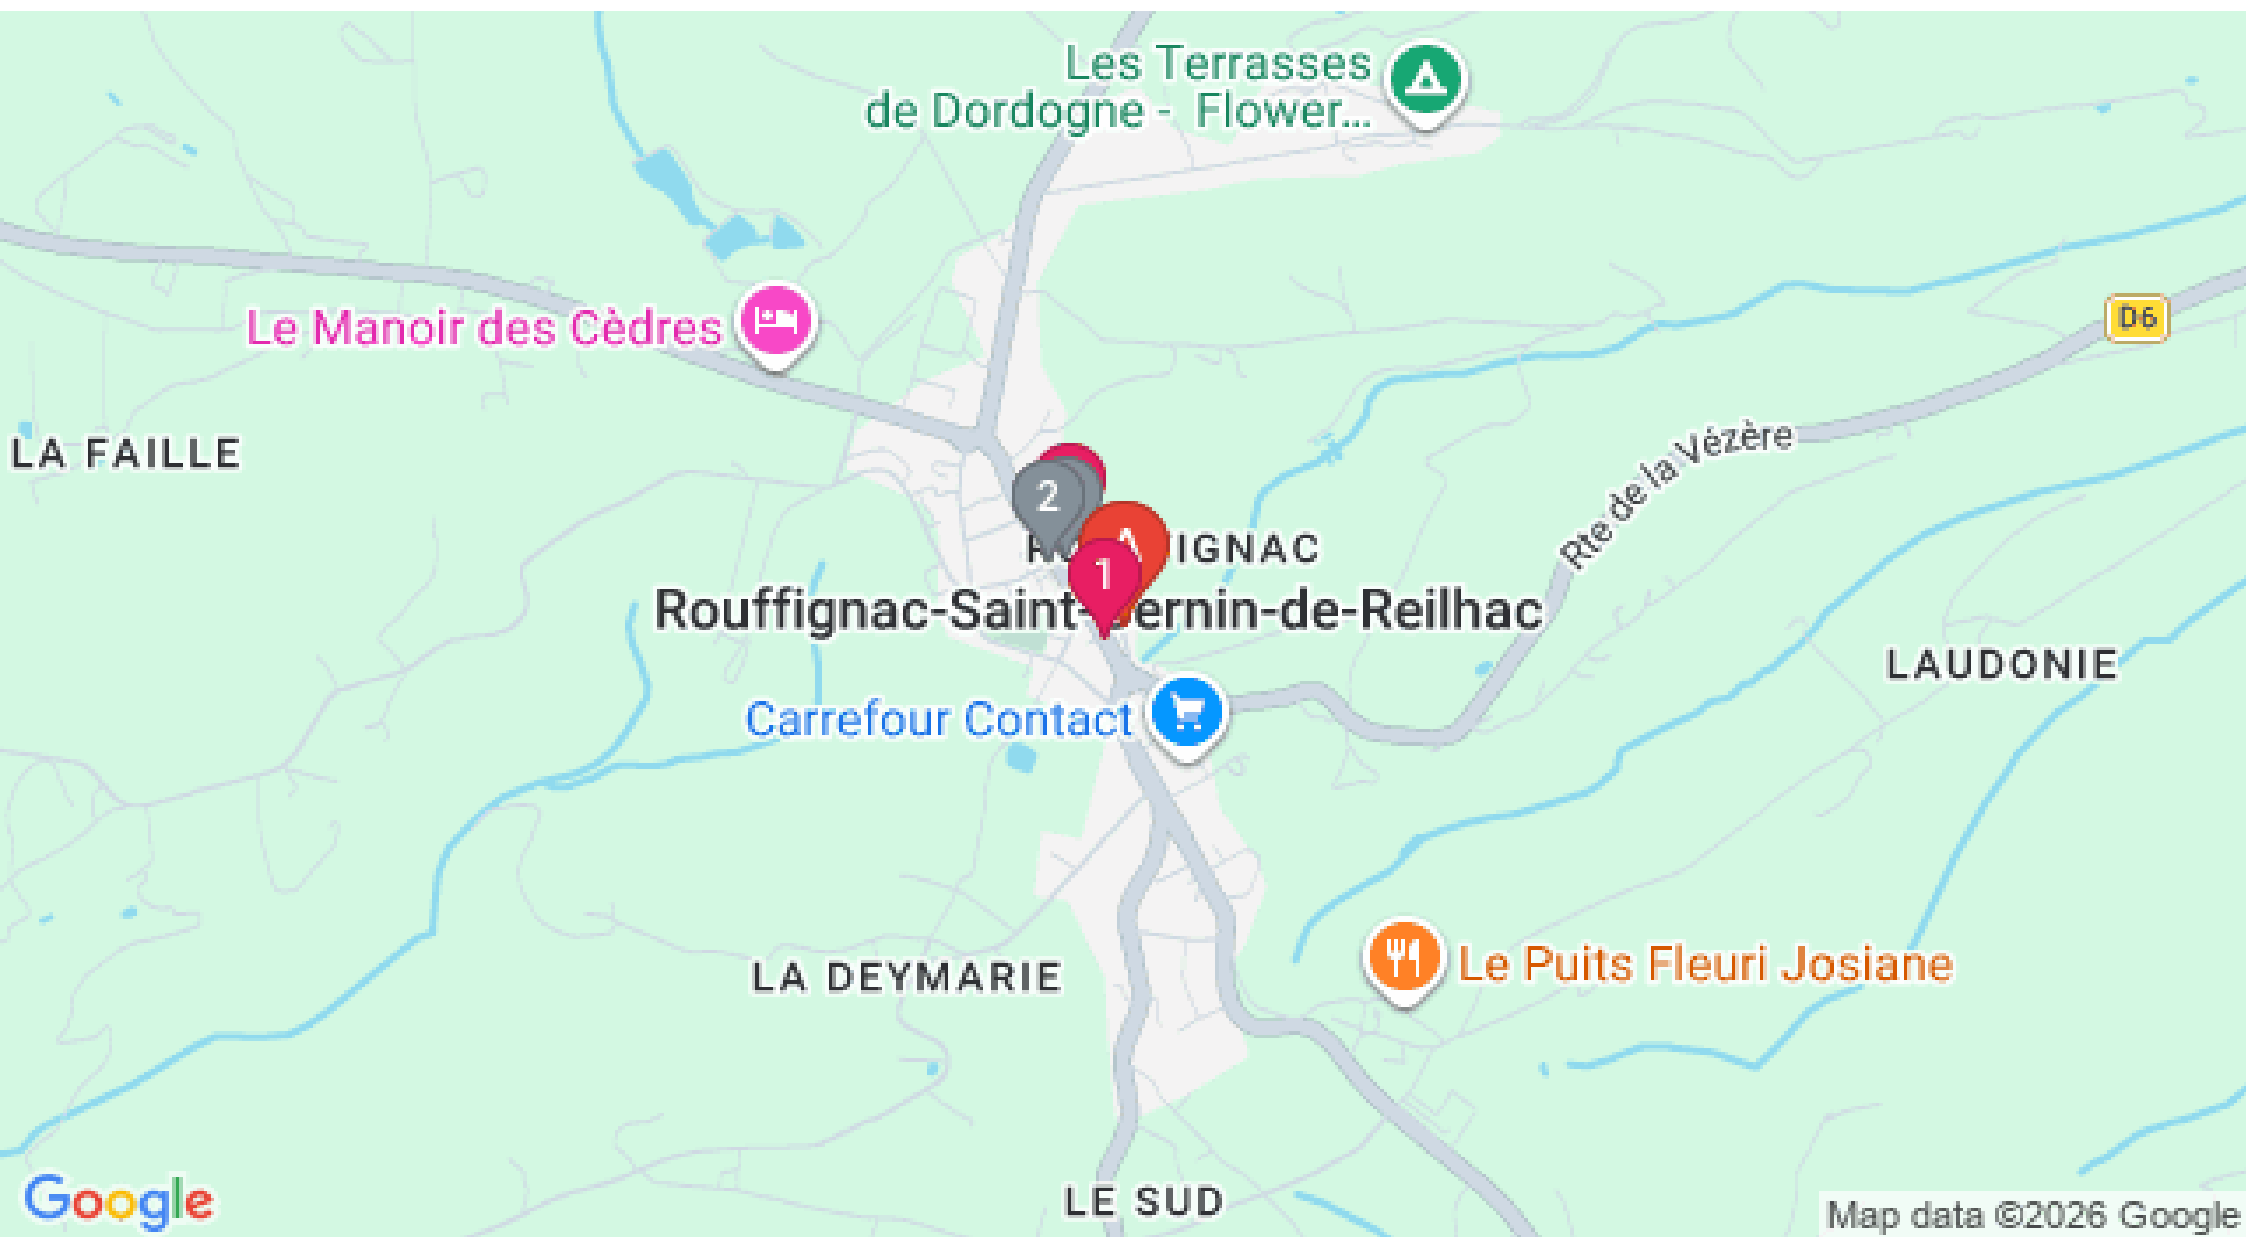 Les Terrasses
de Dordogne - Flower...
Le Manoir des Cèdres
D6
LA FAILLE
Rte de la Vézère
2
1
IGNAC
Rouffignac-Saint-Cernin-de-Reilhac
LAUDONIE
Carrefour Contact
LA DEYMARIE
Le Puits Fleuri Josiane
LE SUD
Google
Map data ©2026 Google